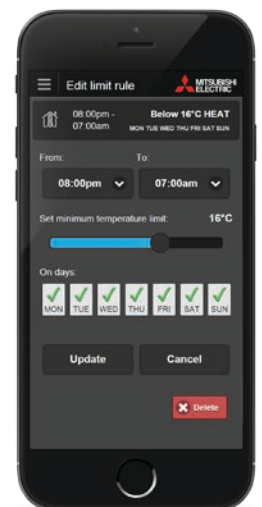 Edit limit rule
MITSUBISHI
ELECTRIC
08:00pm -
07:00am
Below 16°C HEAT
MON TUE WED THU FRI SAT SUN
From:
To:
08:00pm
07:00am
Set minimum temperature limit:
16°C
On days:
MON TUE WED THU FRI SAT SUN
Update
Cancel
Delete